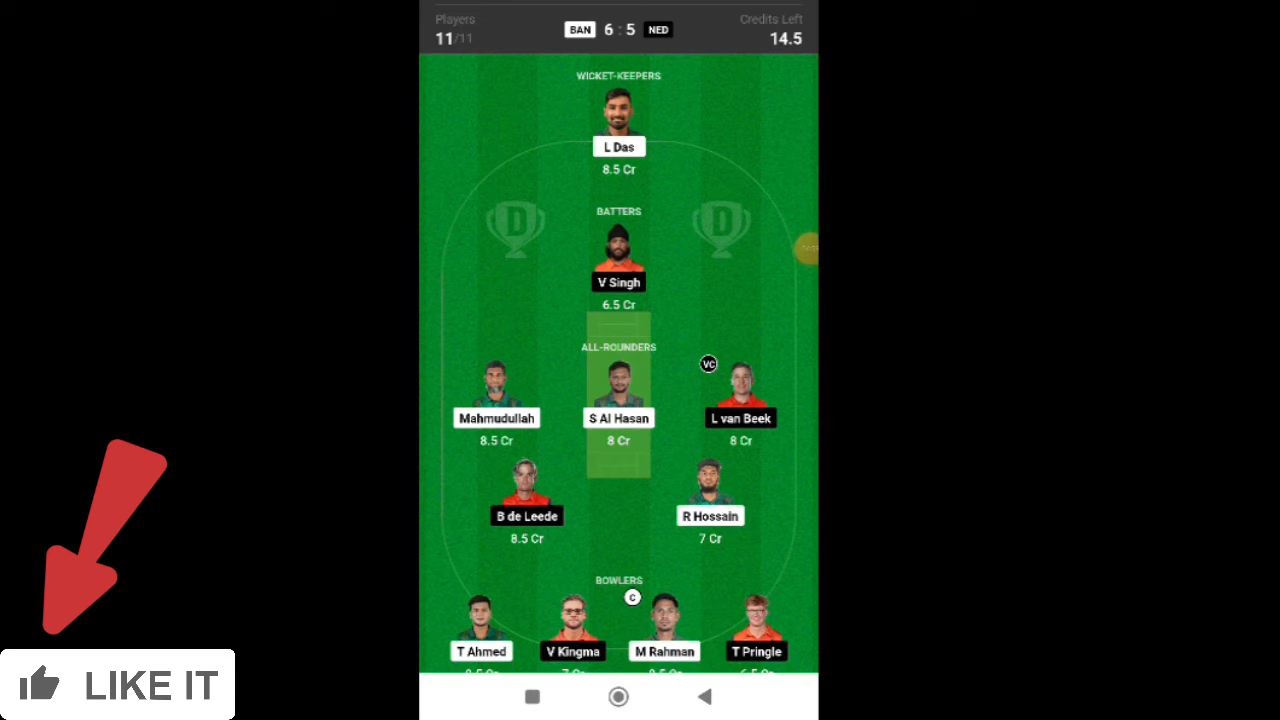 Players
11/11
BAN 6 : 5 NED
Credits Left
14.5
WICKET-KEEPERS
L Das
8.5 Cr
D D
BATTERS
V Singh
6.5 Cr
ALL-ROUNDERS
VC
Mahmudullah S Al Hasan L van Beek
8.5 Cr 8 Cr 8 Cr
B de Leede R Hossain
8.5 Cr 7 Cr
BOWLERS
C
T Ahmed V Kingma M Rahman T Pringle
LIKE IT